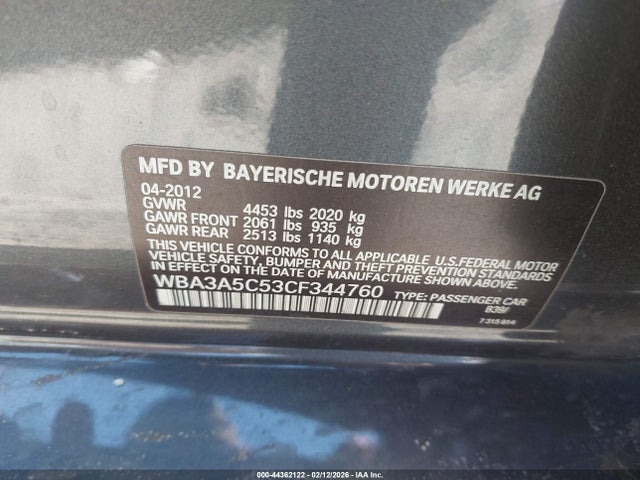 MFD BY BAYERISCHE MOTOREN WERKE AG
04-2012
GVWR 4453 lbs 2020 kg
GAWR FRONT 2061 lbs 935 kg
GAWR REAR 2513 lbs 1140 kg
THIS VEHICLE CONFORMS TO ALL APPLICABLE U.S.FEDERAL MOTOR
VEHICLE SAFETY, BUMPER, AND THEFT PREVENTION STANDARDS
IN EFFECT ON THE DATE OF MANUFACTURE SHOWN ABOVE.
WBA3A5C53CF344760 TYPE: PASSENGER CAR
B39/
7 315 814
000-44362122 - 02/12/2026 - IAA Inc.